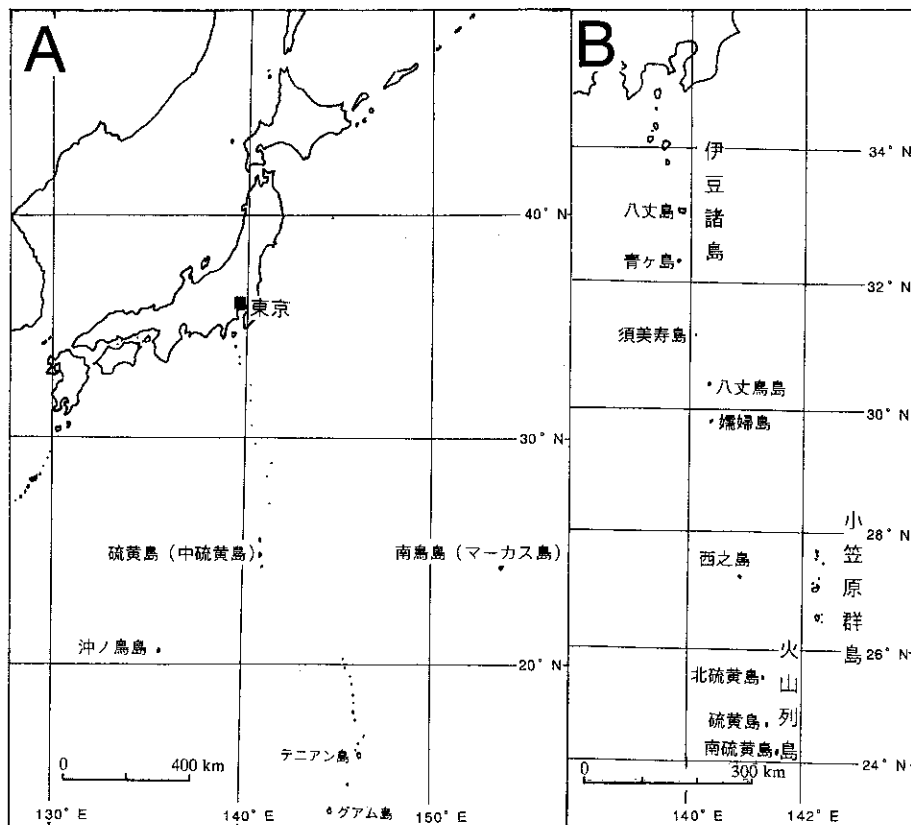 A
40° N
東京
30° N
硫黄島（中硫黄島）
南鳥島（マーカス島）
沖ノ鳥島
20° N
テニアン島
0
400 km
グアム島
130° E
140° E
150° E
B
伊豆諸島
34° N
八丈島
青ヶ島
32° N
須美寿島
八丈鳥島
30° N
孀婦島
28° N
小笠原群島
西之島
26° N
火山列島
北硫黄島
硫黄島
南硫黄島
24° N
0
300 km
140° E
142° E